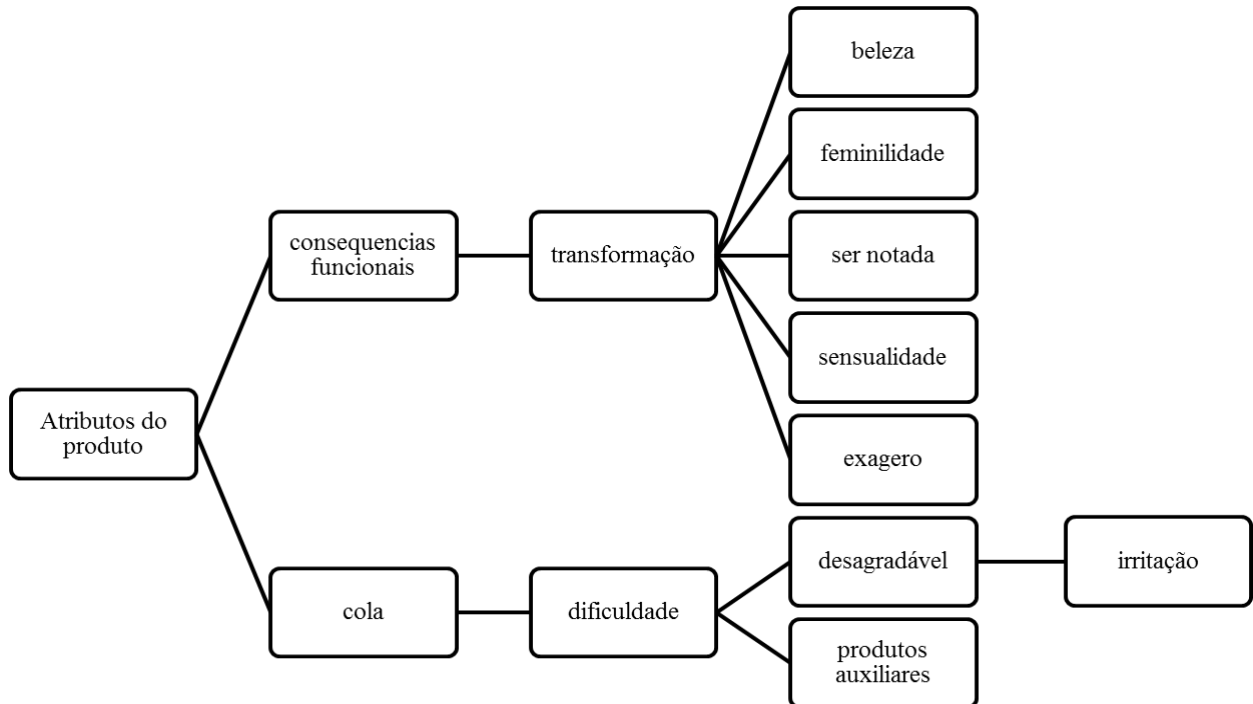 beleza
feminilidade
consequencias
funcionais
transformação
ser notada
sensualidade
Atributos do
produto
exagero
desagradável
irritação
cola
dificuldade
produtos
auxiliares